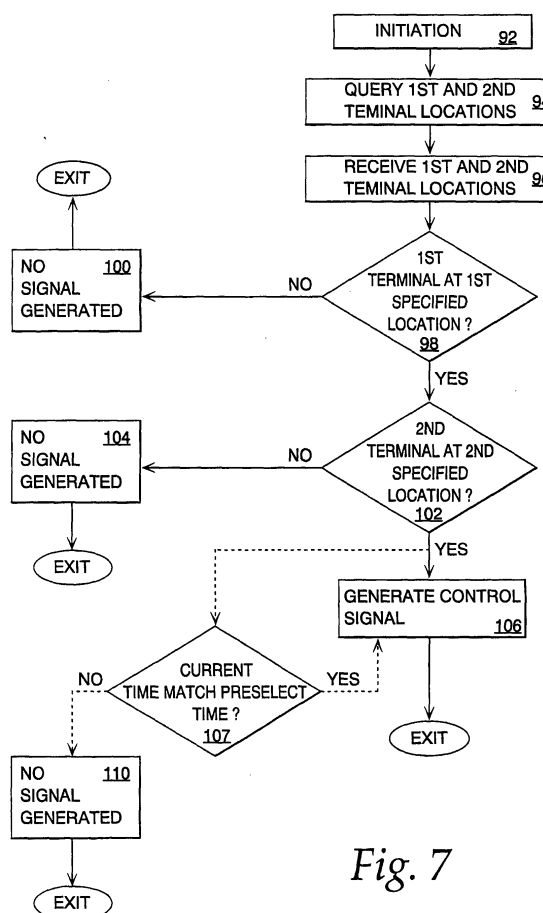 INITIATION 92
QUERY 1ST AND 2ND
TEMINAL LOCATIONS
RECEIVE 1ST AND 2ND
TEMINAL LOCATIONS
EXIT
NO 100
SIGNAL
GENERATED
NO
1ST
TERMINAL AT 1ST
SPECIFIED
LOCATION ?
98
YES
NO 104
SIGNAL
GENERATED
NO
2ND
TERMINAL AT 2ND
SPECIFIED
LOCATION ?
102
EXIT
YES
GENERATE CONTROL
SIGNAL 106
NO
CURRENT
TIME MATCH PRESELECT
TIME ?
107
YES
EXIT
NO 110
SIGNAL
GENERATED
EXIT
Fig. 7